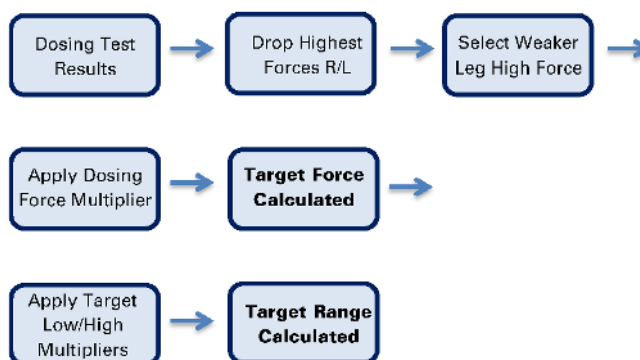 Dosing Test
Results
Drop Highest
Forces R/L
Select Weaker
Leg High Force
Apply Dosing
Force Multiplier
Target Force
Calculated
Apply Target
Low/High
Multipliers
Target Range
Calculated